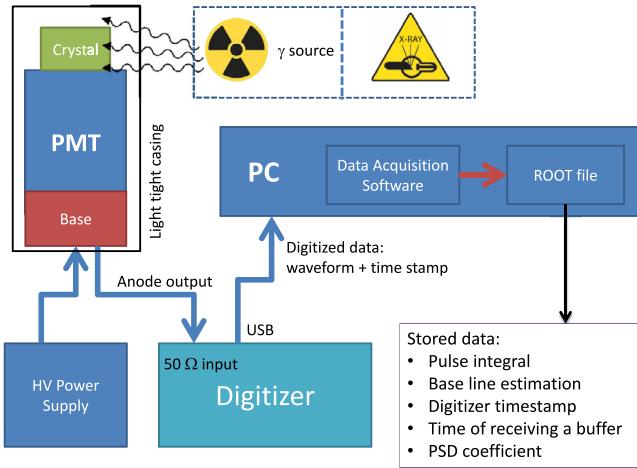 Crystal
γ source
X-RAY
PMT
Light tight casing
Base
PC
Data Acquisition
Software
ROOT file
Digitized data:
waveform + time stamp
Anode output
USB
HV Power
Supply
50 Ω input
Digitizer
Stored data:
• Pulse integral
• Base line estimation
• Digitizer timestamp
• Time of receiving a buffer
• PSD coefficient